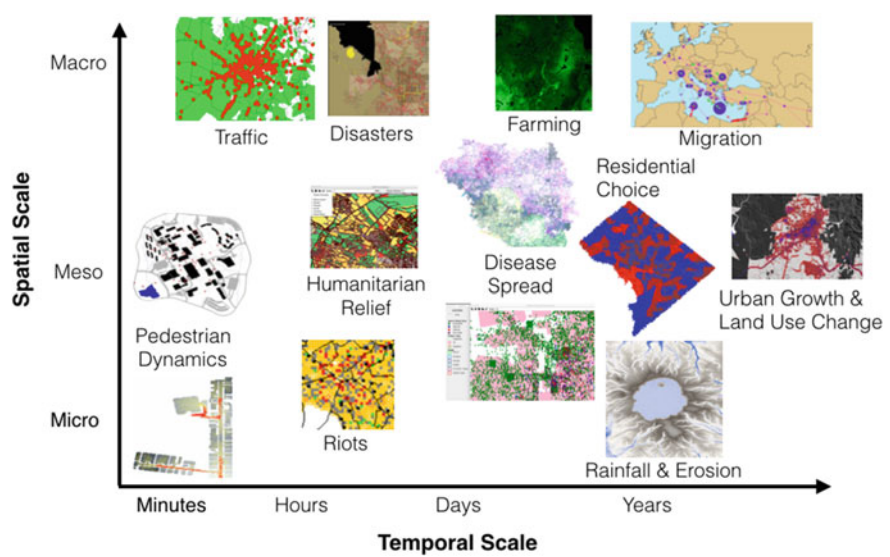 Macro
Traffic
Disasters
Farming
Migration
Spatial Scale
Meso
Pedestrian
Dynamics
Humanitarian
Relief
Disease
Spread
Residential
Choice
Urban Growth &
Land Use Change
Micro
Riots
Rainfall & Erosion
Minutes
Hours
Days
Years
Temporal Scale